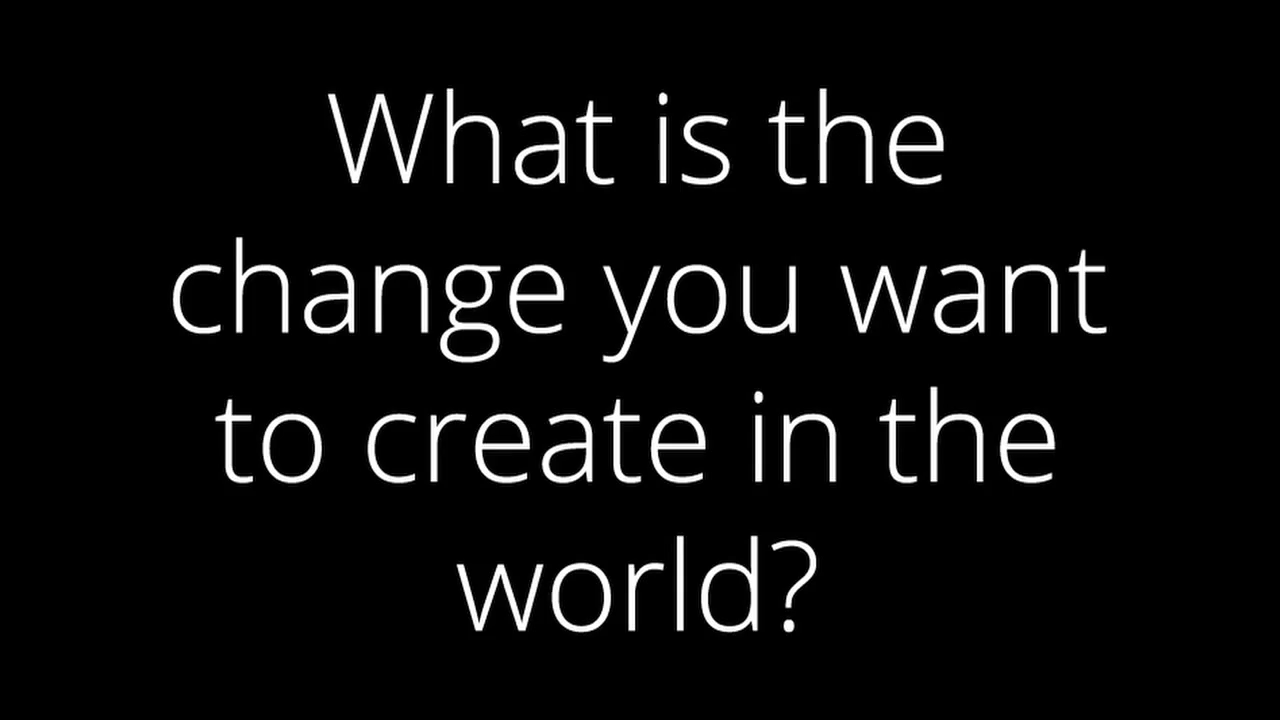 What is the
change you want
to create in the
world?